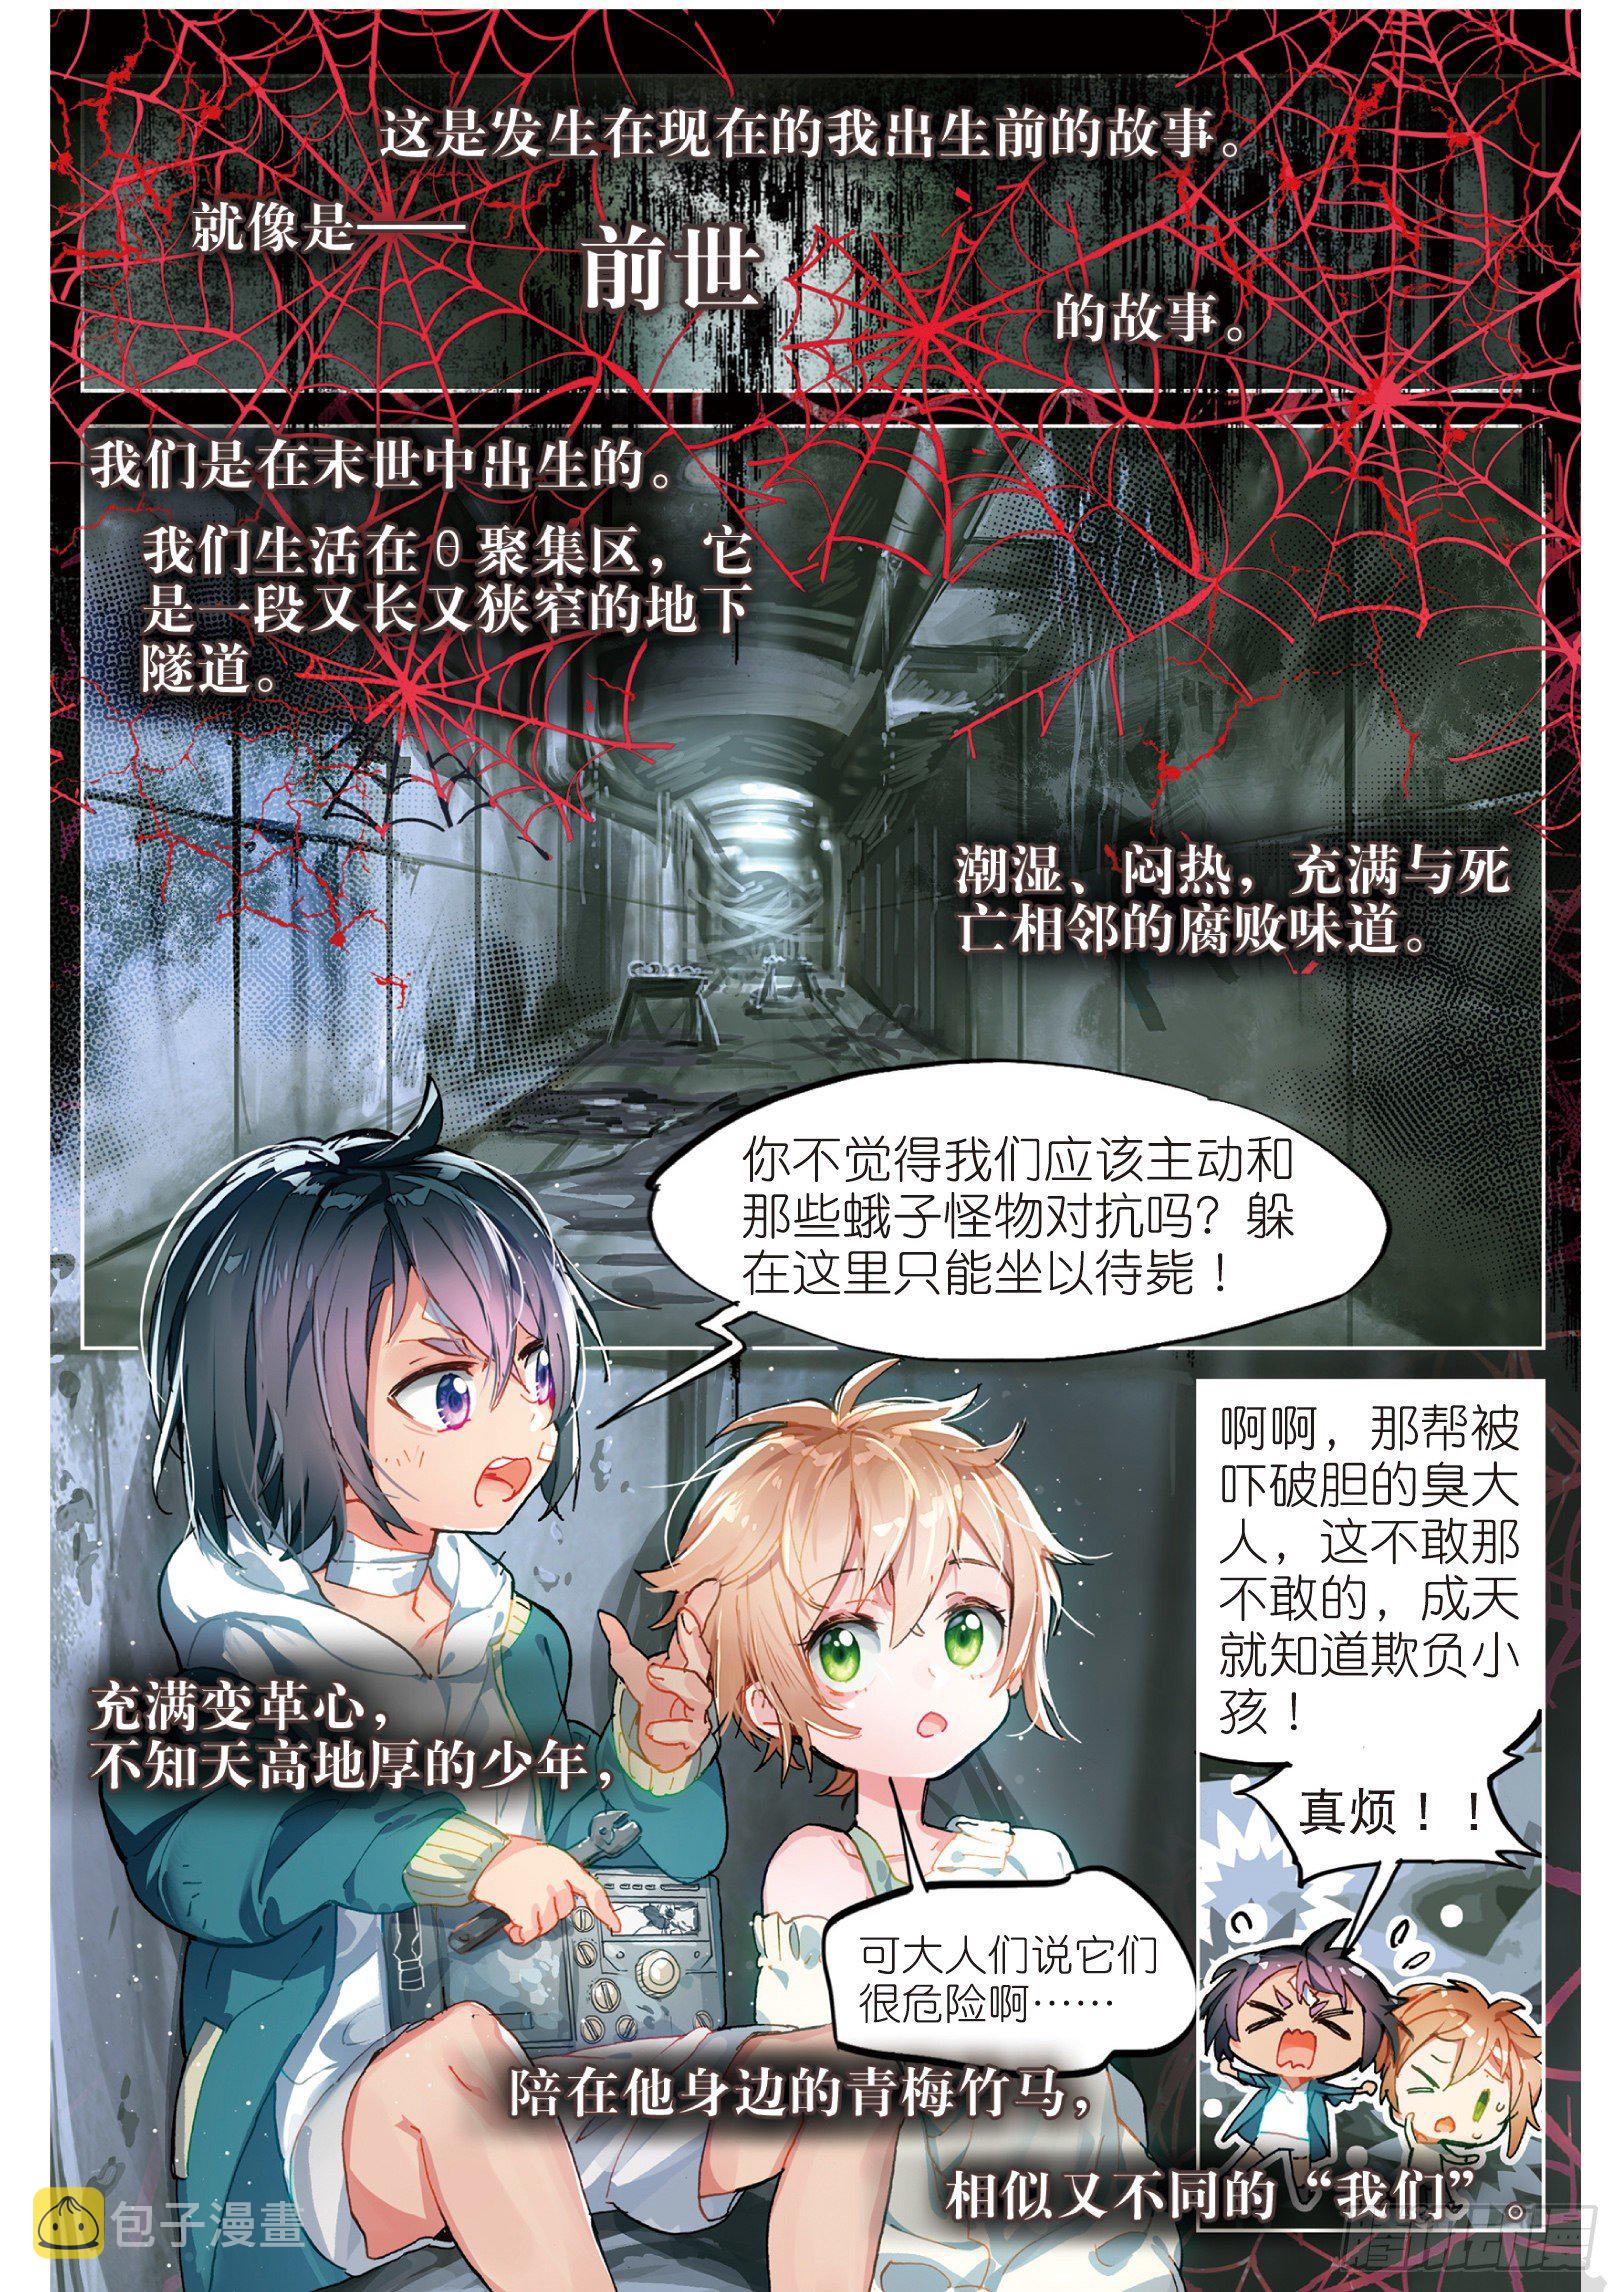 这是发生在现在的我出生前的故事。
就像是——
前世
的故事。
我们是在末世中出生的。
我们生活在θ聚集区，它
是一段又长又狭窄的地下
隧道。
潮湿、闷热，充满与死
亡相邻的腐败味道。
你不觉得我们应该主动和
那些蛾子怪物对抗吗？躲
在这里只能坐以待毙！
啊啊，那帮被
吓破胆的臭大
人，这不敢那
不敢的，成天
就知道欺负小
孩！
真烦！！
充满变革心，
不知天高地厚的少年，
可大人们说它们
很危险啊……
陪在他身边的青梅竹马，
相似又不同的“我们”。
包子漫畫